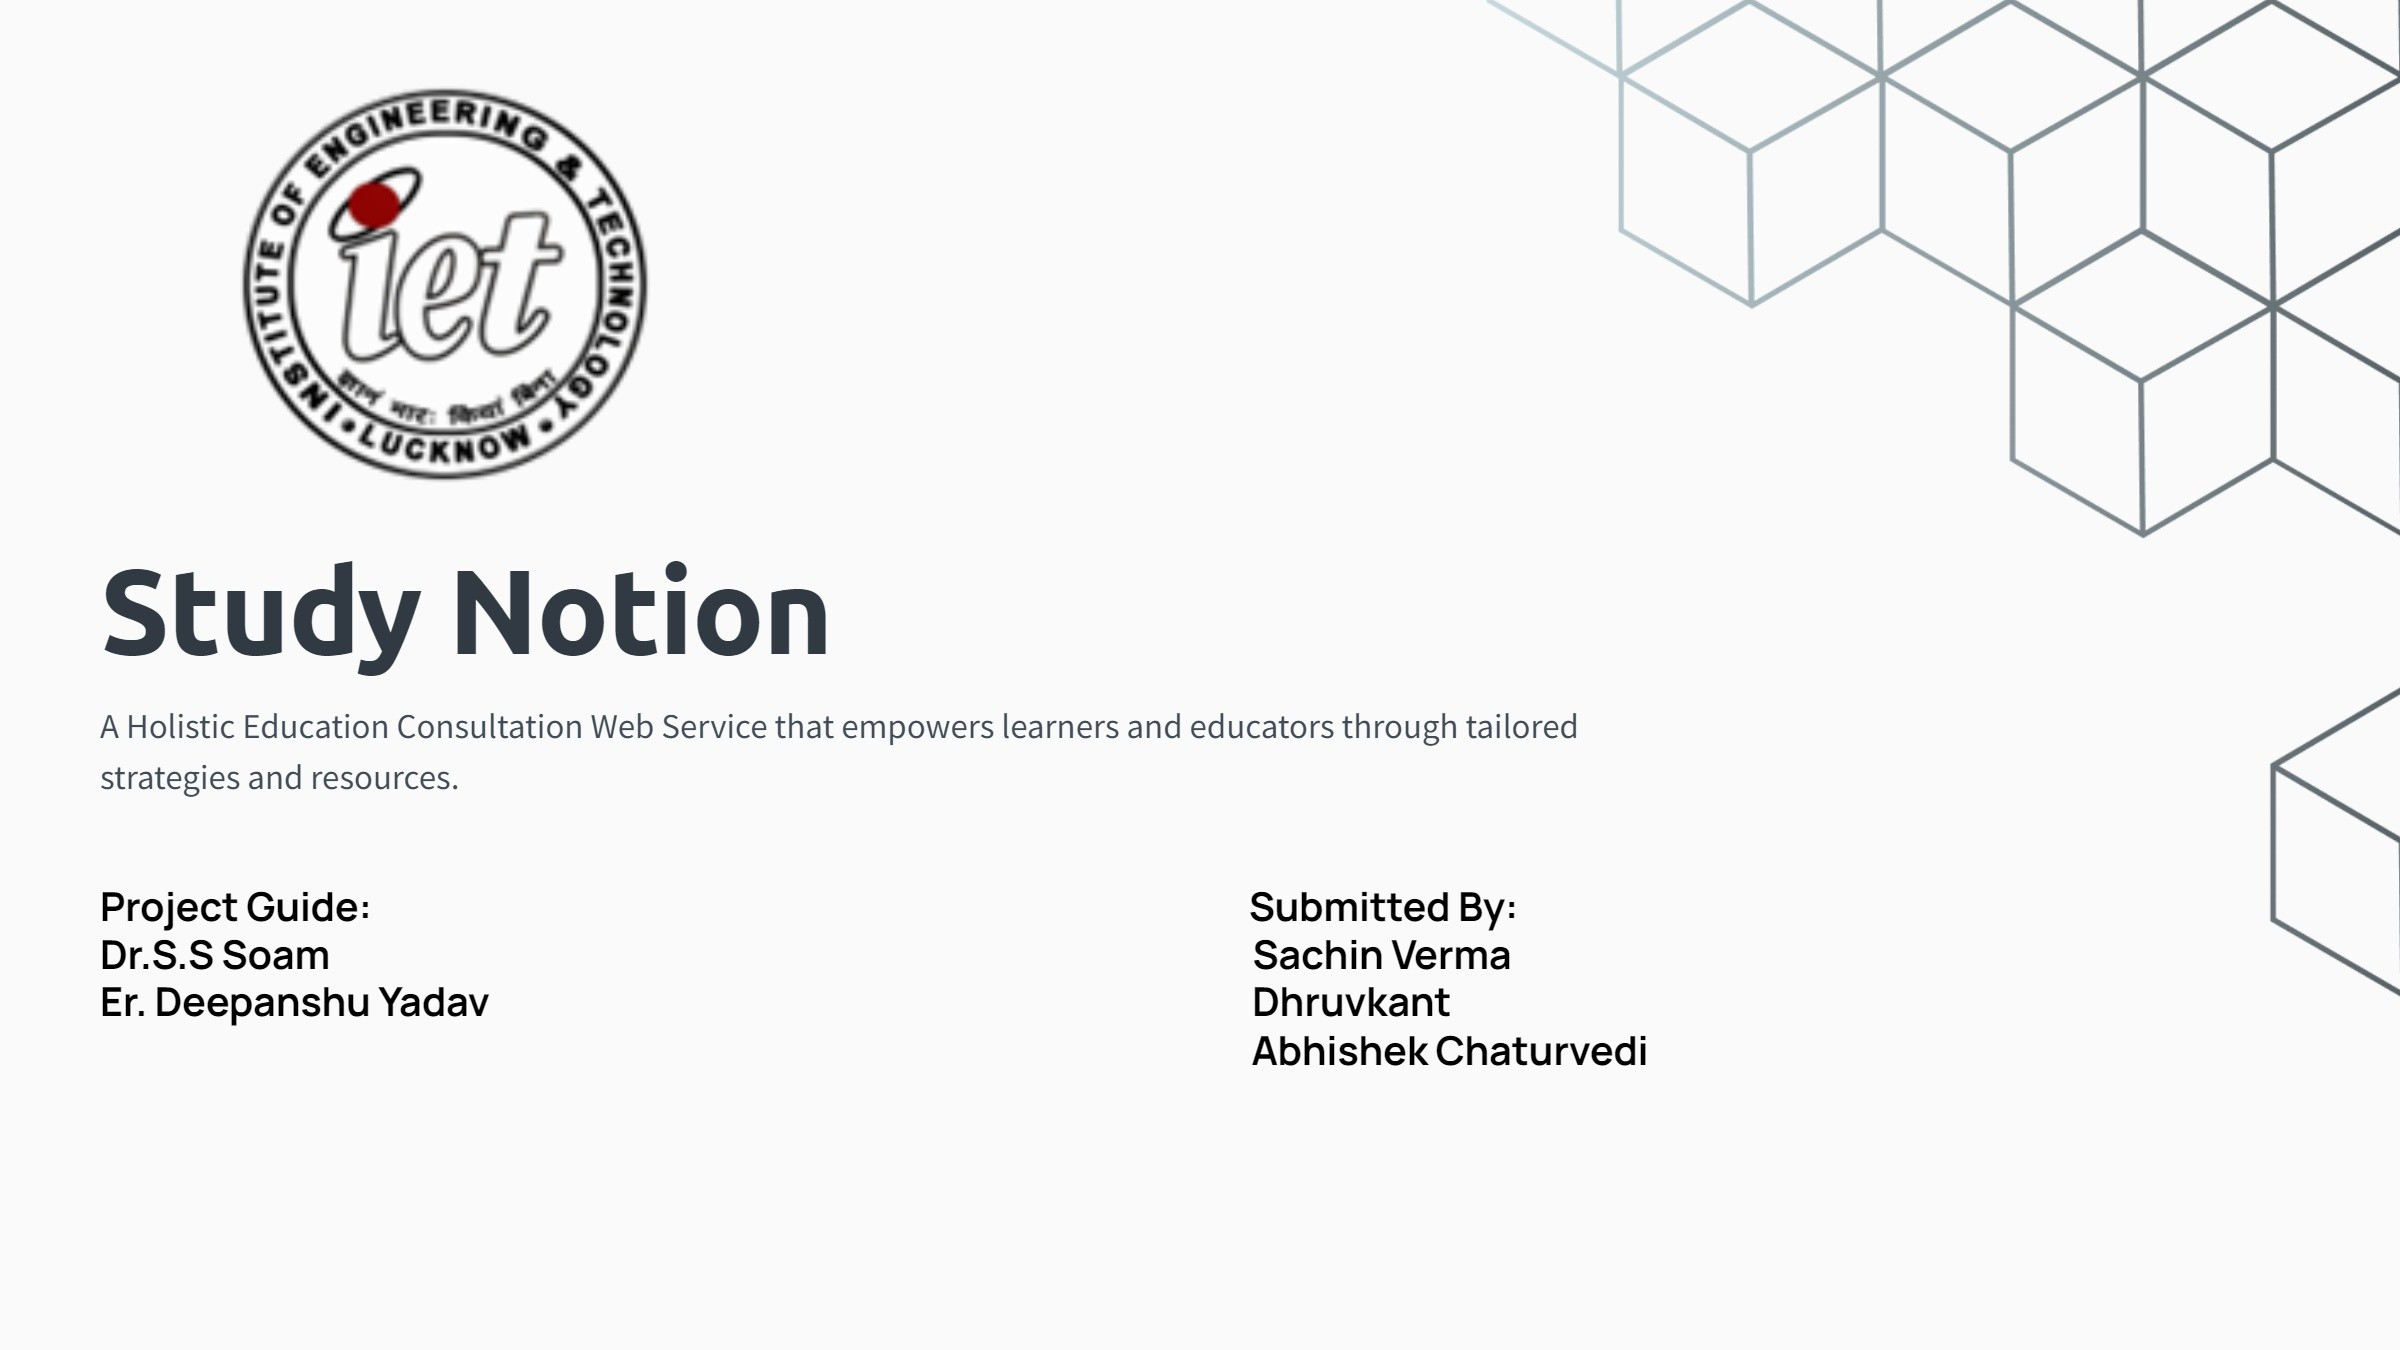 INSTITUTE OF ENGINEERING & TECHNOLOGY
• LUCKNOW •
iet
ज्ञानं भारः क्रियां बिना
Study Notion
A Holistic Education Consultation Web Service that empowers learners and educators through tailored
strategies and resources.
Project Guide:
Dr.S.S Soam
Er. Deepanshu Yadav
Submitted By:
Sachin Verma
Dhruvkant
Abhishek Chaturvedi